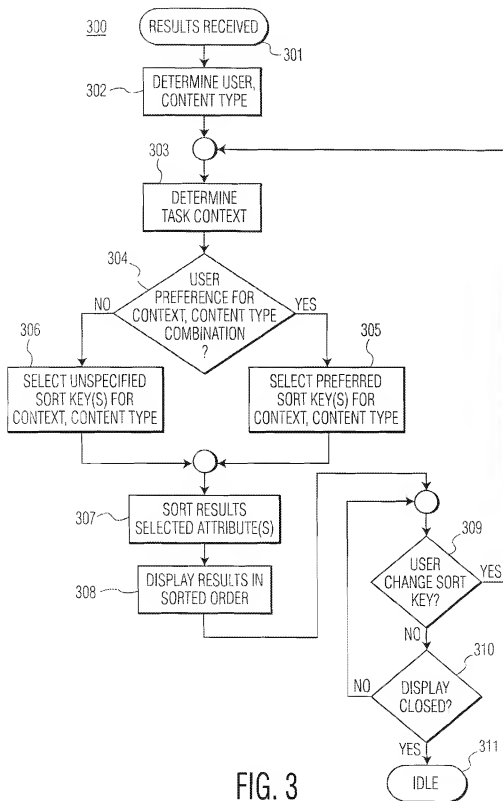 300
RESULTS RECEIVED
301
302
DETERMINE USER,
CONTENT TYPE
303
DETERMINE
TASK CONTEXT
304
USER
PREFERENCE FOR
CONTEXT, CONTENT TYPE
COMBINATION
?
NO
YES
306
SELECT UNSPECIFIED
SORT KEY(S) FOR
CONTEXT, CONTENT TYPE
305
SELECT PREFERRED
SORT KEY(S) FOR
CONTEXT, CONTENT TYPE
307
SORT RESULTS
SELECTED ATTRIBUTE(S)
308
DISPLAY RESULTS IN
SORTED ORDER
309
USER
CHANGE SORT
KEY?
YES
NO
310
DISPLAY
CLOSED?
NO
YES
311
IDLE
FIG. 3